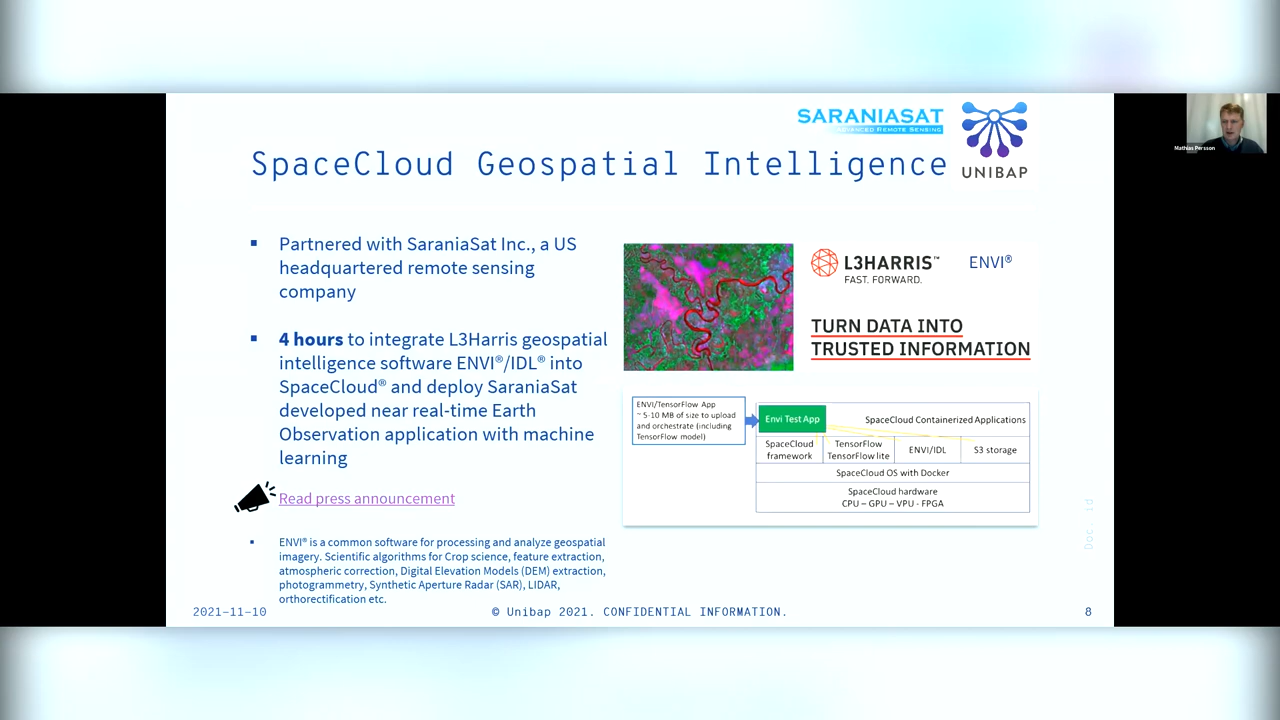 SARANIASAT
ADVANCED REMOTE SENSING
UNIBAP
SpaceCloud Geospatial Intelligence
Mathias Persson
▪ Partnered with SaraniaSat Inc., a US
headquartered remote sensing
company
▪ 4 hours to integrate L3Harris geospatial
intelligence software ENVI®/IDL® into
SpaceCloud® and deploy SaraniaSat
developed near real-time Earth
Observation application with machine
learning
Read press announcement
▪ ENVI® is a common software for processing and analyze geospatial
imagery. Scientific algorithms for Crop science, feature extraction,
atmospheric correction, Digital Elevation Models (DEM) extraction,
photogrammetry, Synthetic Aperture Radar (SAR), LIDAR,
orthorectification etc.
L3HARRIS™
FAST. FORWARD.
ENVI®
TURN DATA INTO
TRUSTED INFORMATION
ENVI/TensorFlow App
~ 5-10 MB of size to upload
and orchestrate (including
TensorFlow model)
Envi Test App
SpaceCloud Containerized Applications
SpaceCloud
framework
TensorFlow
TensorFlow lite
ENVI/IDL
S3 storage
SpaceCloud OS with Docker
SpaceCloud hardware
CPU – GPU – VPU - FPGA
Doc. id
2021-11-10
© Unibap 2021. CONFIDENTIAL INFORMATION.
8